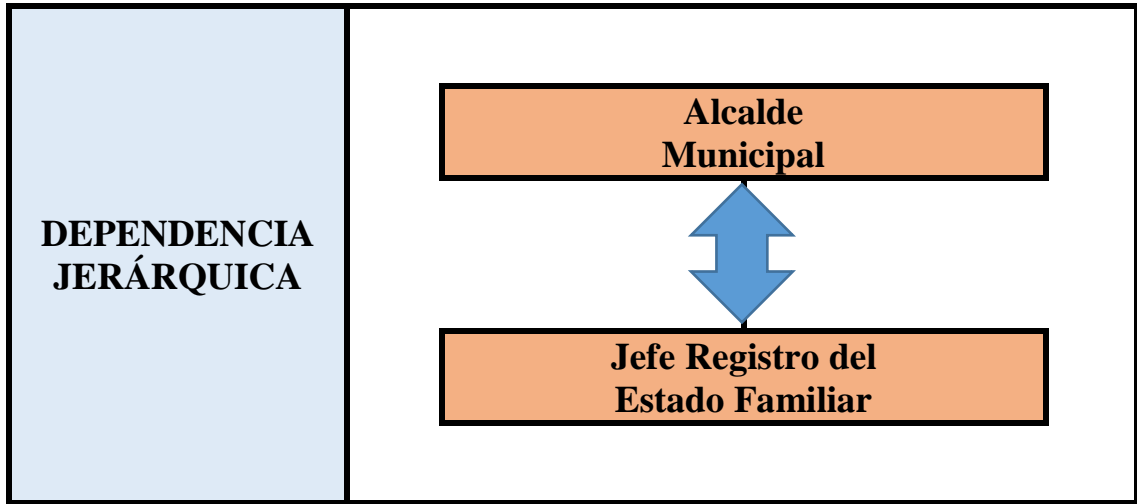 DEPENDENCIA
JERÁRQUICA
Alcalde
Municipal
Jefe Registro del
Estado Familiar